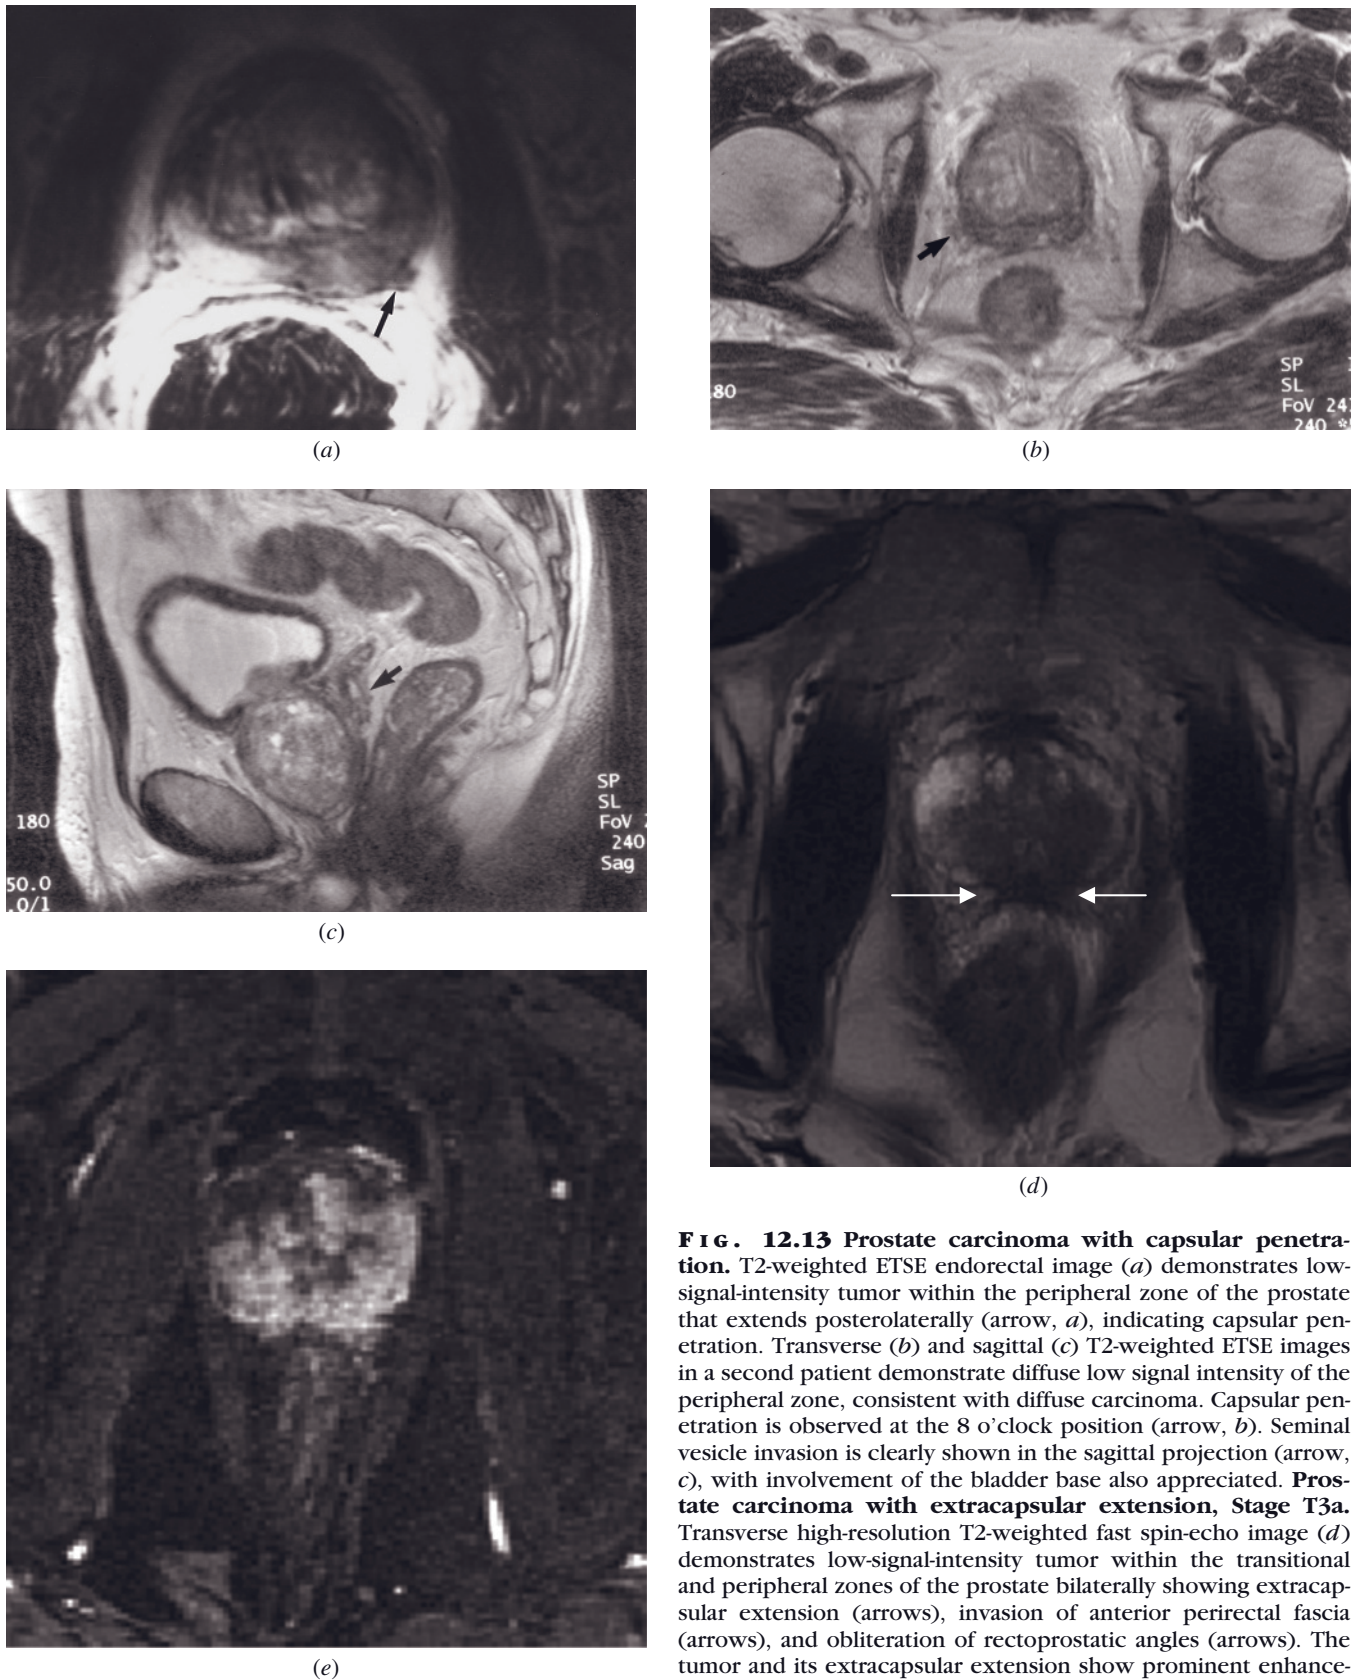 (a)
SP 3
SL
FoV 24
240 *
80
(b)
180
50.0
.0/1
SP
SL
FoV 2
240
Sag
(c)
(d)
(e)
FIG. 12.13 Prostate carcinoma with capsular penetra-
tion. T2-weighted ETSE endorectal image (a) demonstrates low-
signal-intensity tumor within the peripheral zone of the prostate
that extends posterolaterally (arrow, a), indicating capsular pen-
etration. Transverse (b) and sagittal (c) T2-weighted ETSE images
in a second patient demonstrate diffuse low signal intensity of the
peripheral zone, consistent with diffuse carcinoma. Capsular pen-
etration is observed at the 8 o'clock position (arrow, b). Seminal
vesicle invasion is clearly shown in the sagittal projection (arrow,
c), with involvement of the bladder base also appreciated. Pros-
tate carcinoma with extracapsular extension, Stage T3a.
Transverse high-resolution T2-weighted fast spin-echo image (d)
demonstrates low-signal-intensity tumor within the transitional
and peripheral zones of the prostate bilaterally showing extracap-
sular extension (arrows), invasion of anterior perirectal fascia
(arrows), and obliteration of rectoprostatic angles (arrows). The
tumor and its extracapsular extension show prominent enhance-